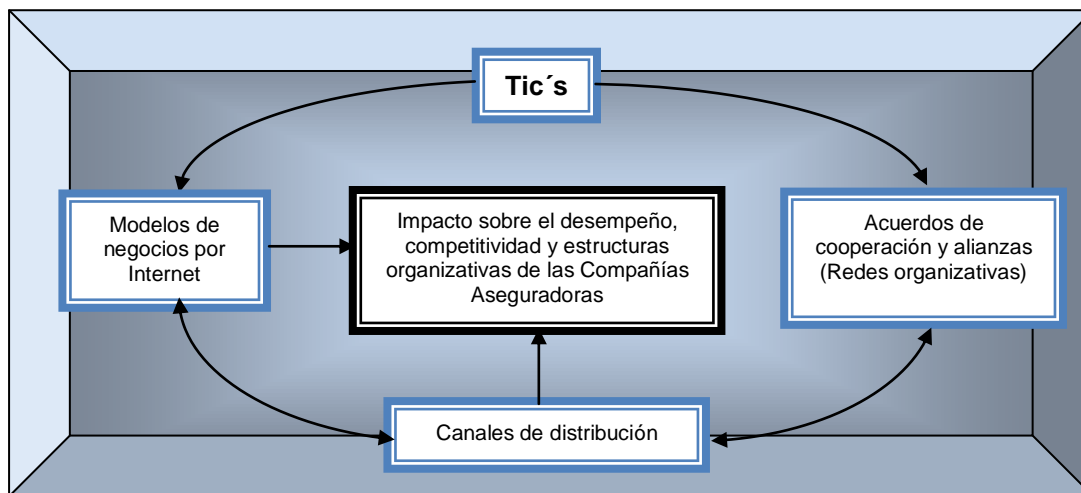 Tic´s
Modelos de
negocios por
Internet
Impacto sobre el desempeño,
competitividad y estructuras
organizativas de las Compañías
Aseguradoras
Acuerdos de
cooperación y alianzas
(Redes organizativas)
Canales de distribución